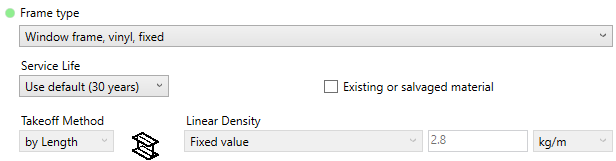 Frame type
Window frame, vinyl, fixed
Service Life
Use default (30 years)
Existing or salvaged material
Takeoff Method
Linear Density
by Length
Fixed value
2.8
kg/m